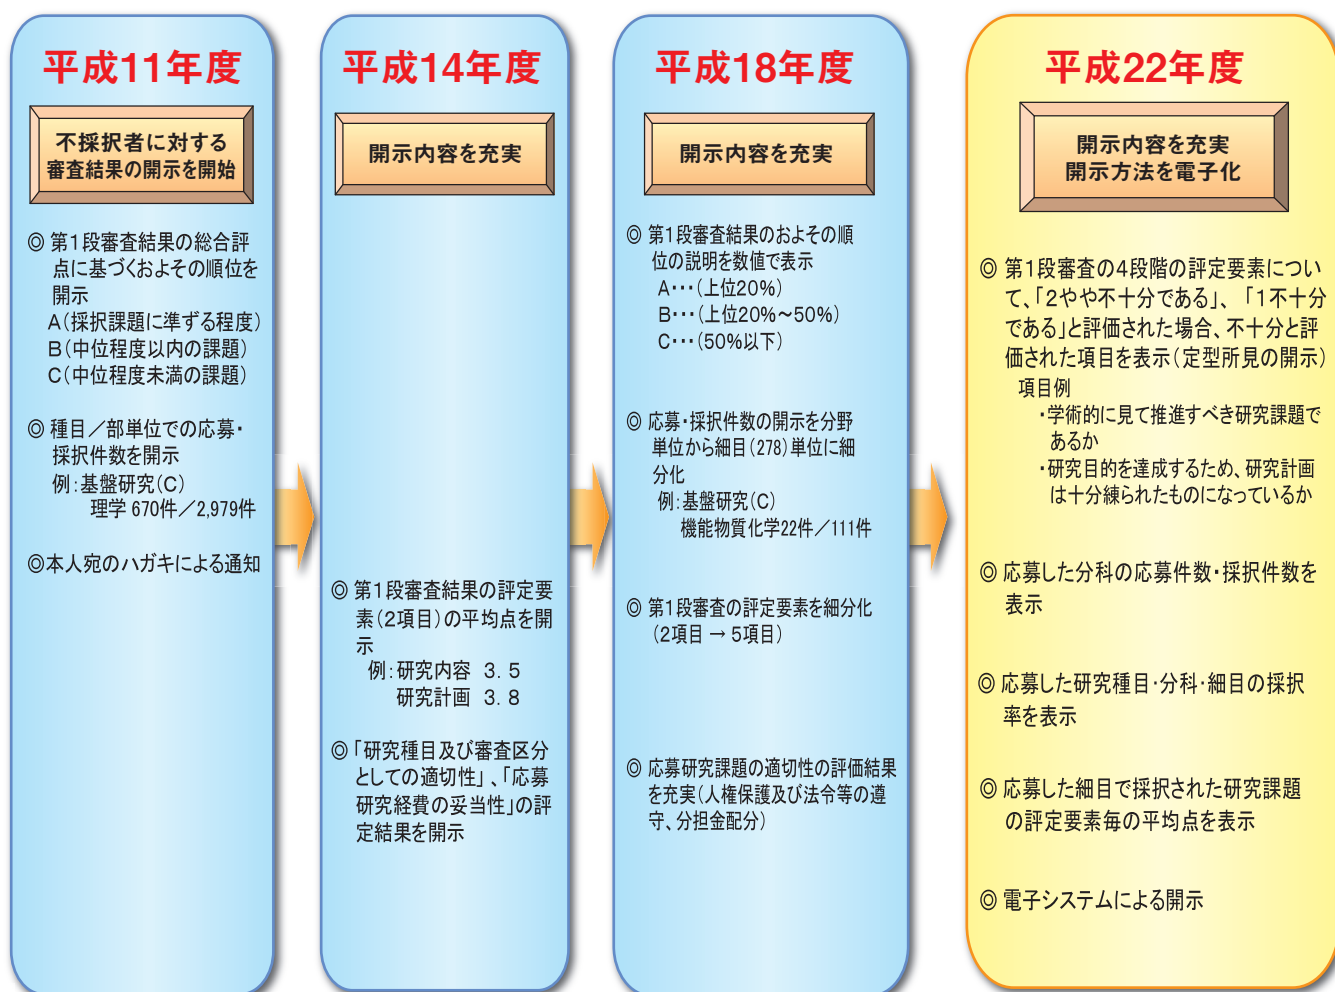 平成11年度
不採択者に対する
審査結果の開示を開始
◎ 第1段審査結果の総合評
点に基づくおよその順位を
開示
A(採択課題に準ずる程度)
B(中位程度以内の課題)
C(中位程度未満の課題)
◎ 種目／部単位での応募・
採択件数を開示
例:基盤研究(C)
理学 670件／2,979件
◎本人宛のハガキによる通知
平成14年度
開示内容を充実
◎ 第1段審査結果の評定要
素(2項目)の平均点を開
示
例:研究内容 3.5
研究計画 3.8
◎「研究種目及び審査区分
としての適切性」、「応募
研究経費の妥当性」の評
定結果を開示
平成18年度
開示内容を充実
◎ 第1段審査結果のおよその順
位の説明を数値で表示
A・・・(上位20%)
B・・・(上位20%～50%)
C・・・(50%以下)
◎ 応募・採択件数の開示を分野
単位から細目(278)単位に細
分化
例:基盤研究(C)
機能物質化学22件／111件
◎ 第1段審査の評定要素を細分化
(2項目 → 5項目)
◎ 応募研究課題の適切性の評価結果
を充実(人権保護及び法令等の遵
守、分担金配分)
平成22年度
開示内容を充実
開示方法を電子化
◎ 第1段審査の4段階の評定要素につい
て、「2やや不十分である」、「1不十分
である」と評価された場合、不十分と評
価された項目を表示(定型所見の開示)
項目例
・学術的に見て推進すべき研究課題で
あるか
・研究目的を達成するため、研究計画
は十分練られたものになっているか
◎ 応募した分科の応募件数・採択件数を
表示
◎ 応募した研究種目・分科・細目の採択
率を表示
◎ 応募した細目で採択された研究課題
の評定要素毎の平均点を表示
◎ 電子システムによる開示